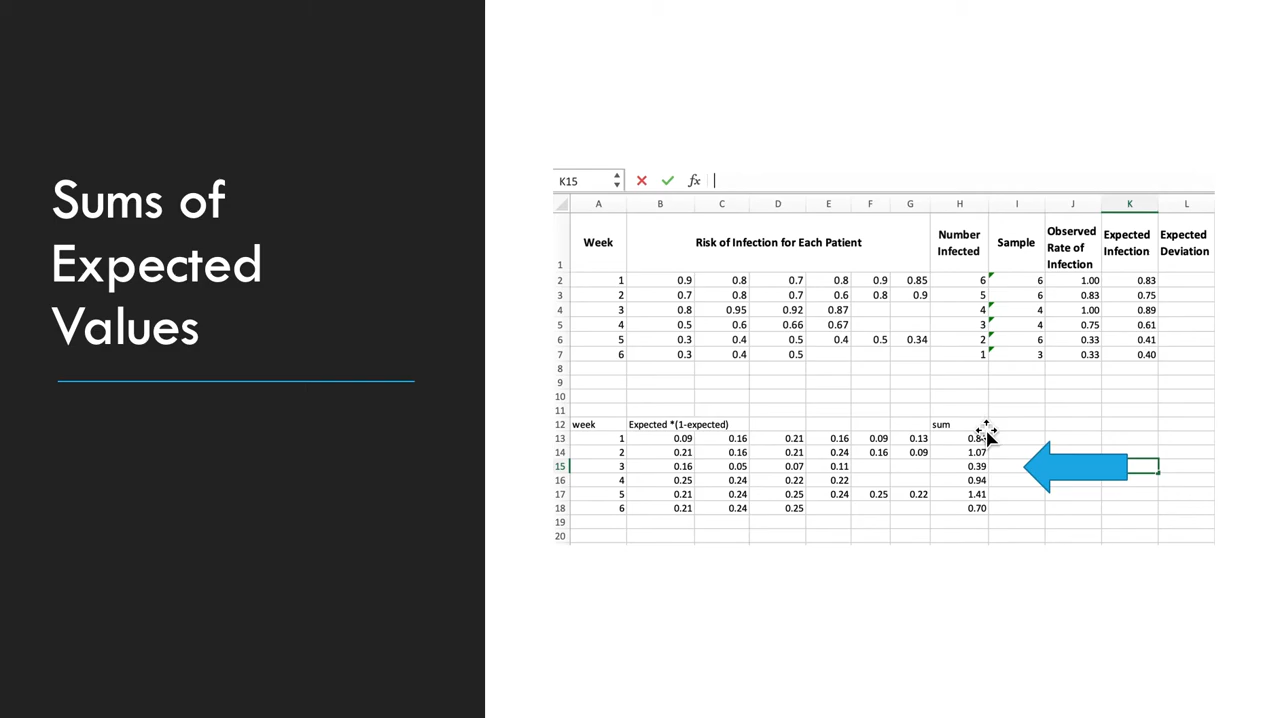 Sums of
Expected
Values
K15 fx
A B C D E F G H I J K L
1 Week Risk of Infection for Each Patient Number Infected Sample Observed Rate of Infection Expected Infection Expected Deviation
2 1 0.9 0.8 0.7 0.8 0.9 0.85 6 6 1.00 0.83
3 2 0.7 0.8 0.7 0.6 0.8 0.9 5 6 0.83 0.75
4 3 0.8 0.95 0.92 0.87 4 4 1.00 0.89
5 4 0.5 0.6 0.66 0.67 3 4 0.75 0.61
6 5 0.3 0.4 0.5 0.4 0.5 0.34 2 6 0.33 0.41
7 6 0.3 0.4 0.5 1 3 0.33 0.40
8
9
10
11
12 week Expected *(1-expected) sum
13 1 0.09 0.16 0.21 0.16 0.09 0.13
14 2 0.21 0.16 0.21 0.24 0.16 0.09 1.07
15 3 0.16 0.05 0.07 0.11 0.39
16 4 0.25 0.24 0.22 0.22 0.94
17 5 0.21 0.24 0.25 0.24 0.25 0.22 1.41
18 6 0.21 0.24 0.25 0.70
19
20